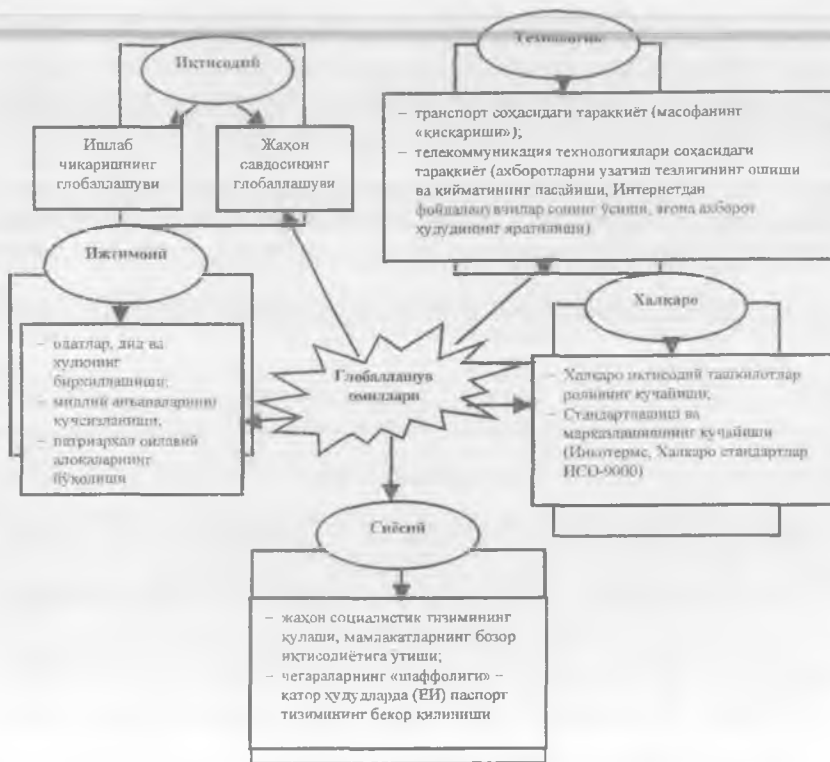 Иқтисодий
Технологик
Ишлаб
чиқаришнинг
глобаллашуви
Жаҳон
савдосининг
глобаллашуви
– транспорт соҳасидаги тараққиёт (масофанинг
«қисқариши»);
– телекоммуникация технологиялари соҳасидаги
тараққиёт (ахборотларни узатиш тезлигининг ошиши
ва қийматининг пасайиши, Интернетдан
фойдаланувчилар сонинг ўсиши, ягона ахборот
ҳудудининг яратилиши)
Ижтимоий
– одатлар, дид ва
хулқнинг
бирхиллашиши;
– миллий анъаналарнинг
кучсизланиши;
– патриархал оилавий
алоқаларнинг
йўқолиши
Глобаллашув
омиллари
Халқаро
– Халқаро иқтисодий ташкилотлар
ролининг кучайиши;
– Стандартлашиш ва
марказлашишнинг кучайиши
(Инкотермс, Халқаро стандартлар
ИСО-9000)
Сиёсий
– жаҳон социалистик тизимининг
қулаши, мамлакатларнинг бозор
иқтисодиётига ўтиши;
– чегараларнинг «шаффолиги» –
қатор ҳудудларда (ЕИ) паспорт
тизимининг бекор қилиниши